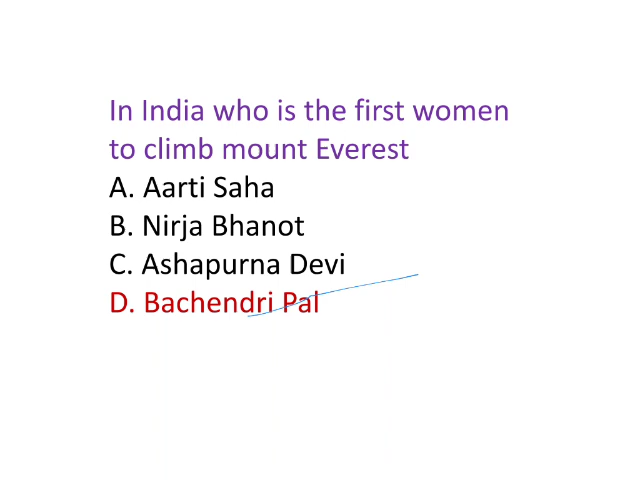 In India who is the first women
to climb mount Everest
A. Aarti Saha
B. Nirja Bhanot
C. Ashapurna Devi
D. Bachendri Pal